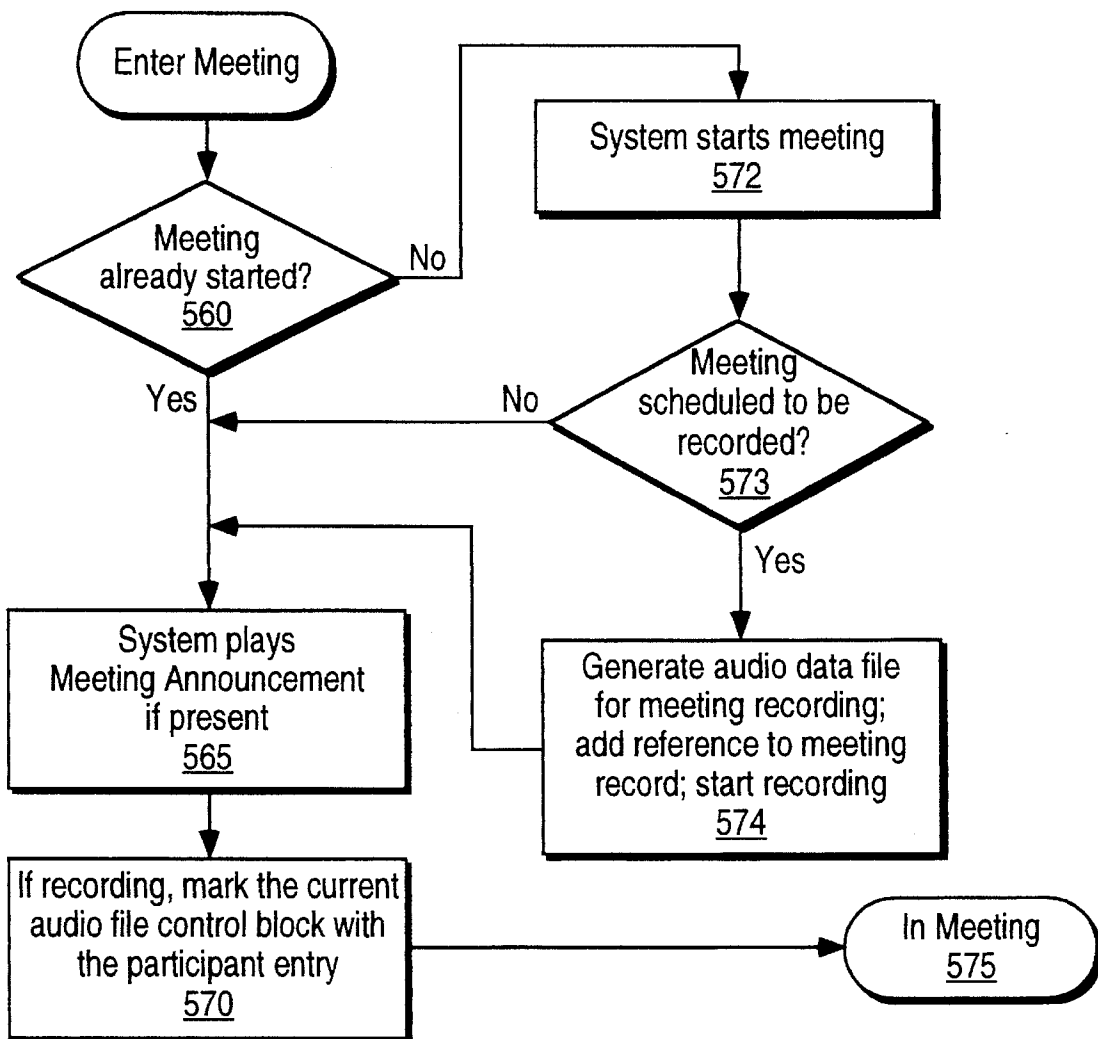 Enter Meeting
Meeting
already started?
560
No
Yes
System starts meeting
572
Meeting
scheduled to be
recorded?
573
No
Yes
Generate audio data file
for meeting recording;
add reference to meeting
record; start recording
574
System plays
Meeting Announcement
if present
565
If recording, mark the current
audio file control block with
the participant entry
570
In Meeting
575